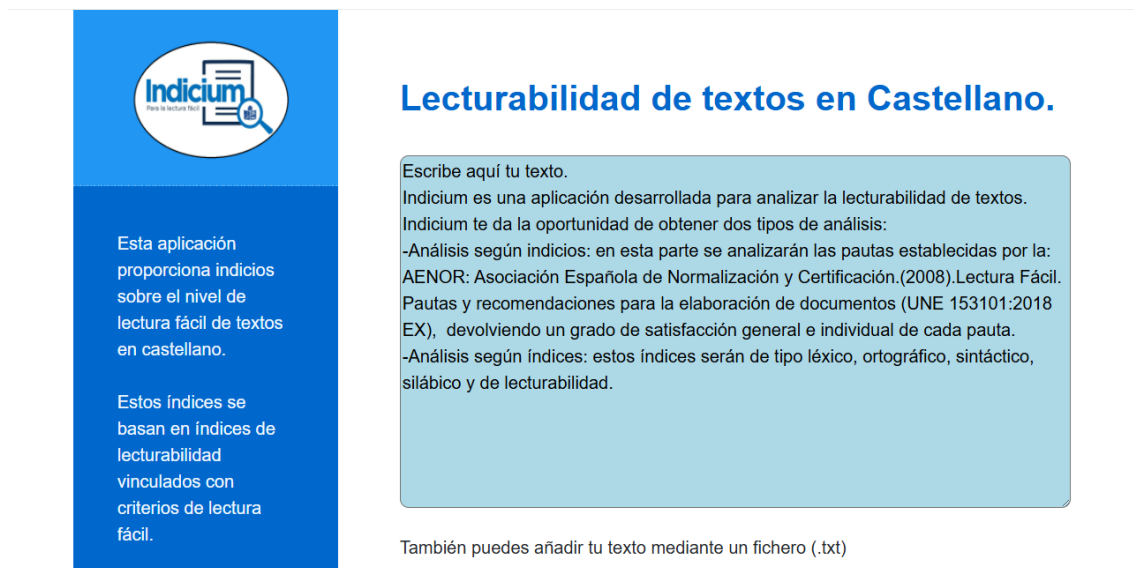 Indicium
Para la lectura fácil
Esta aplicación
proporciona indicios
sobre el nivel de
lectura fácil de textos
en castellano.
Estos índices se
basan en índices de
lecturabilidad
vinculados con
criterios de lectura
fácil.
Lecturabilidad de textos en Castellano.
Escribe aquí tu texto.
Indicium es una aplicación desarrollada para analizar la lecturabilidad de textos.
Indicium te da la oportunidad de obtener dos tipos de análisis:
-Análisis según indicios: en esta parte se analizarán las pautas establecidas por la:
AENOR: Asociación Española de Normalización y Certificación.(2008).Lectura Fácil.
Pautas y recomendaciones para la elaboración de documentos (UNE 153101:2018
EX),  devolviendo un grado de satisfacción general e individual de cada pauta.
-Análisis según índices: estos índices serán de tipo léxico, ortográfico, sintáctico,
silábico y de lecturabilidad.
También puedes añadir tu texto mediante un fichero (.txt)